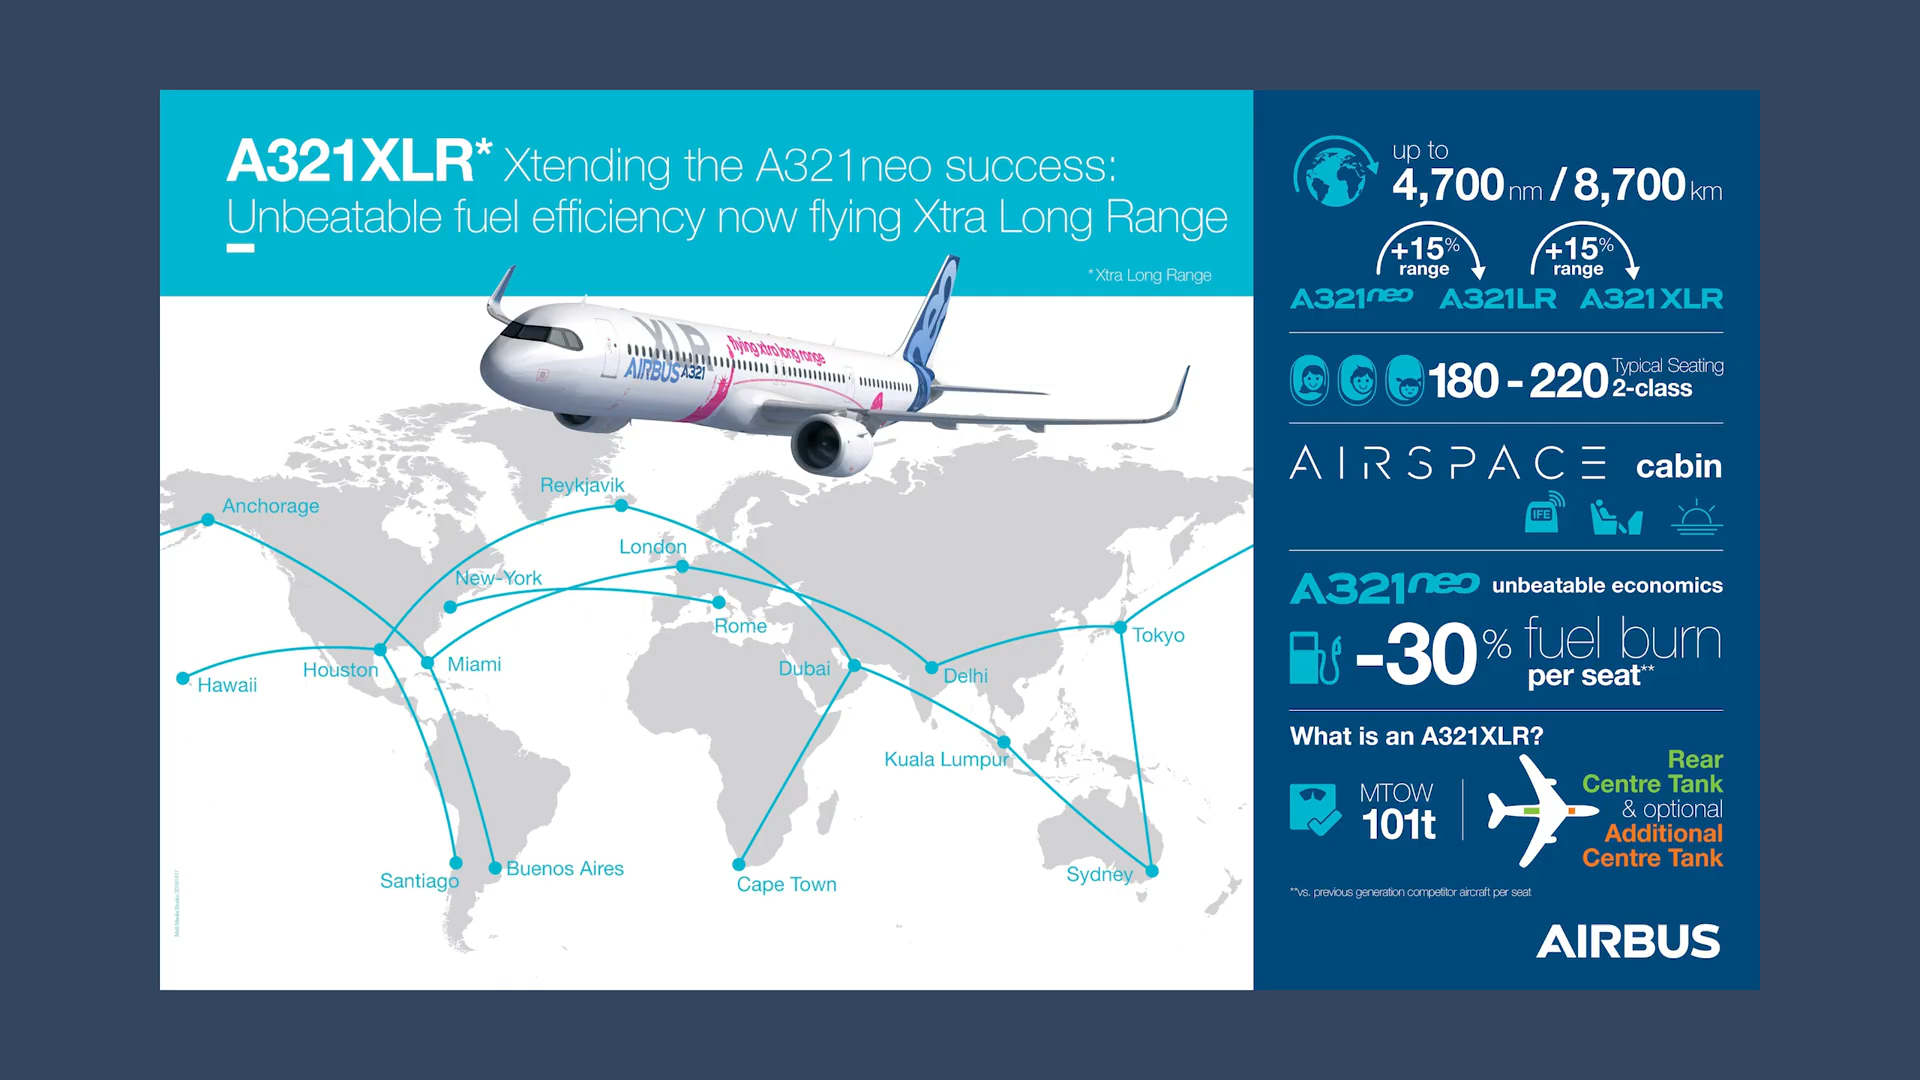 A321XLR* Xtending the A321neo success:
Unbeatable fuel efficiency now flying Xtra Long Range
*Xtra Long Range
XLR
flying xtra long range
AIRBUS A321
Anchorage
Reykjavik
London
New-York
Rome
Tokyo
Houston
Miami
Dubai
Delhi
Hawaii
Kuala Lumpur
Santiago
Buenos Aires
Cape Town
Sydney
up to
4,700nm / 8,700km
+15% range
+15% range
A321neo A321LR A321XLR
180 - 220 Typical Seating 2-class
AIRSPACE cabin
IFE
A321neo unbeatable economics
-30% fuel burn
per seat**
What is an A321XLR?
MTOW
101t
Rear
Centre Tank
& optional
Additional
Centre Tank
**vs. previous generation competitor aircraft per seat
AIRBUS